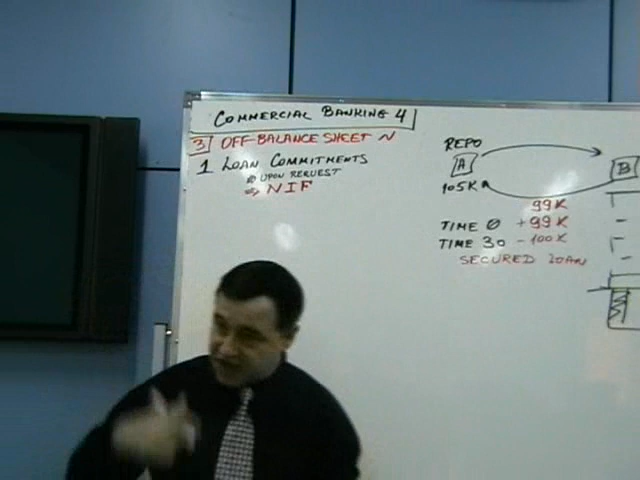 COMMERCIAL BANKING 4
3 OFF-BALANCE SHEET N
1 LOAN COMMITMENTS
UPON REQUEST
⇒ NIF
REPO
A
B
105K
99K
TIME 0 + 99K
TIME 30 - 100K
SECURED LOAN